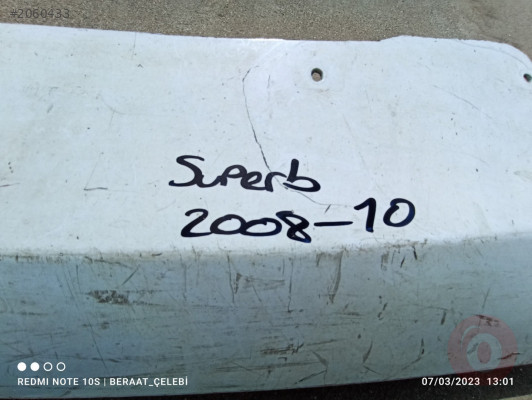 #2060433
Superb
2008-10
REDMI NOTE 10S | BERAAT_ÇELEBİ
07/03/2023 13:01